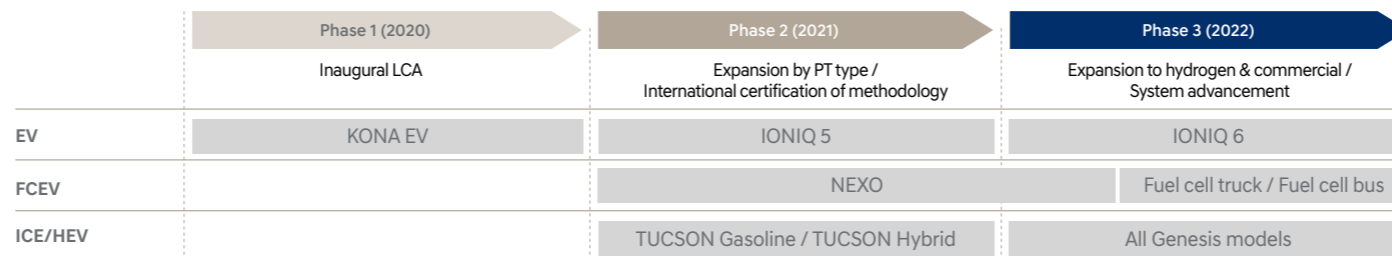 Phase 1 (2020)
Phase 2 (2021)
Phase 3 (2022)
Inaugural LCA
Expansion by PT type /
International certification of methodology
Expansion to hydrogen & commercial /
System advancement
EV
KONA EV
IONIQ 5
IONIQ 6
FCEV
NEXO
Fuel cell truck / Fuel cell bus
ICE/HEV
TUCSON Gasoline / TUCSON Hybrid
All Genesis models